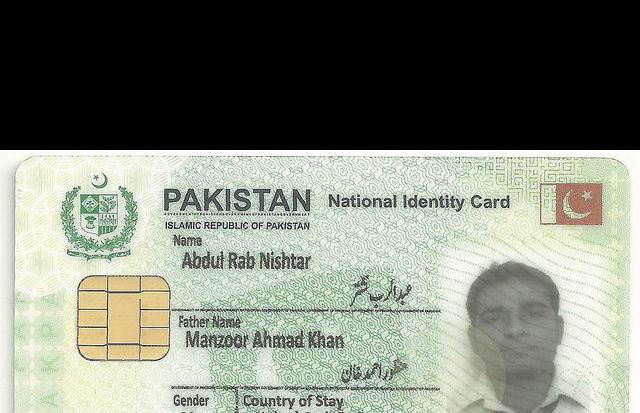 PAKISTAN National Identity Card
ISLAMIC REPUBLIC OF PAKISTAN
Name
Abdul Rab Nishtar
عبدالرب نشتر
Father Name
Manzoor Ahmad Khan
منظور احمد خان
Gender Country of Stay